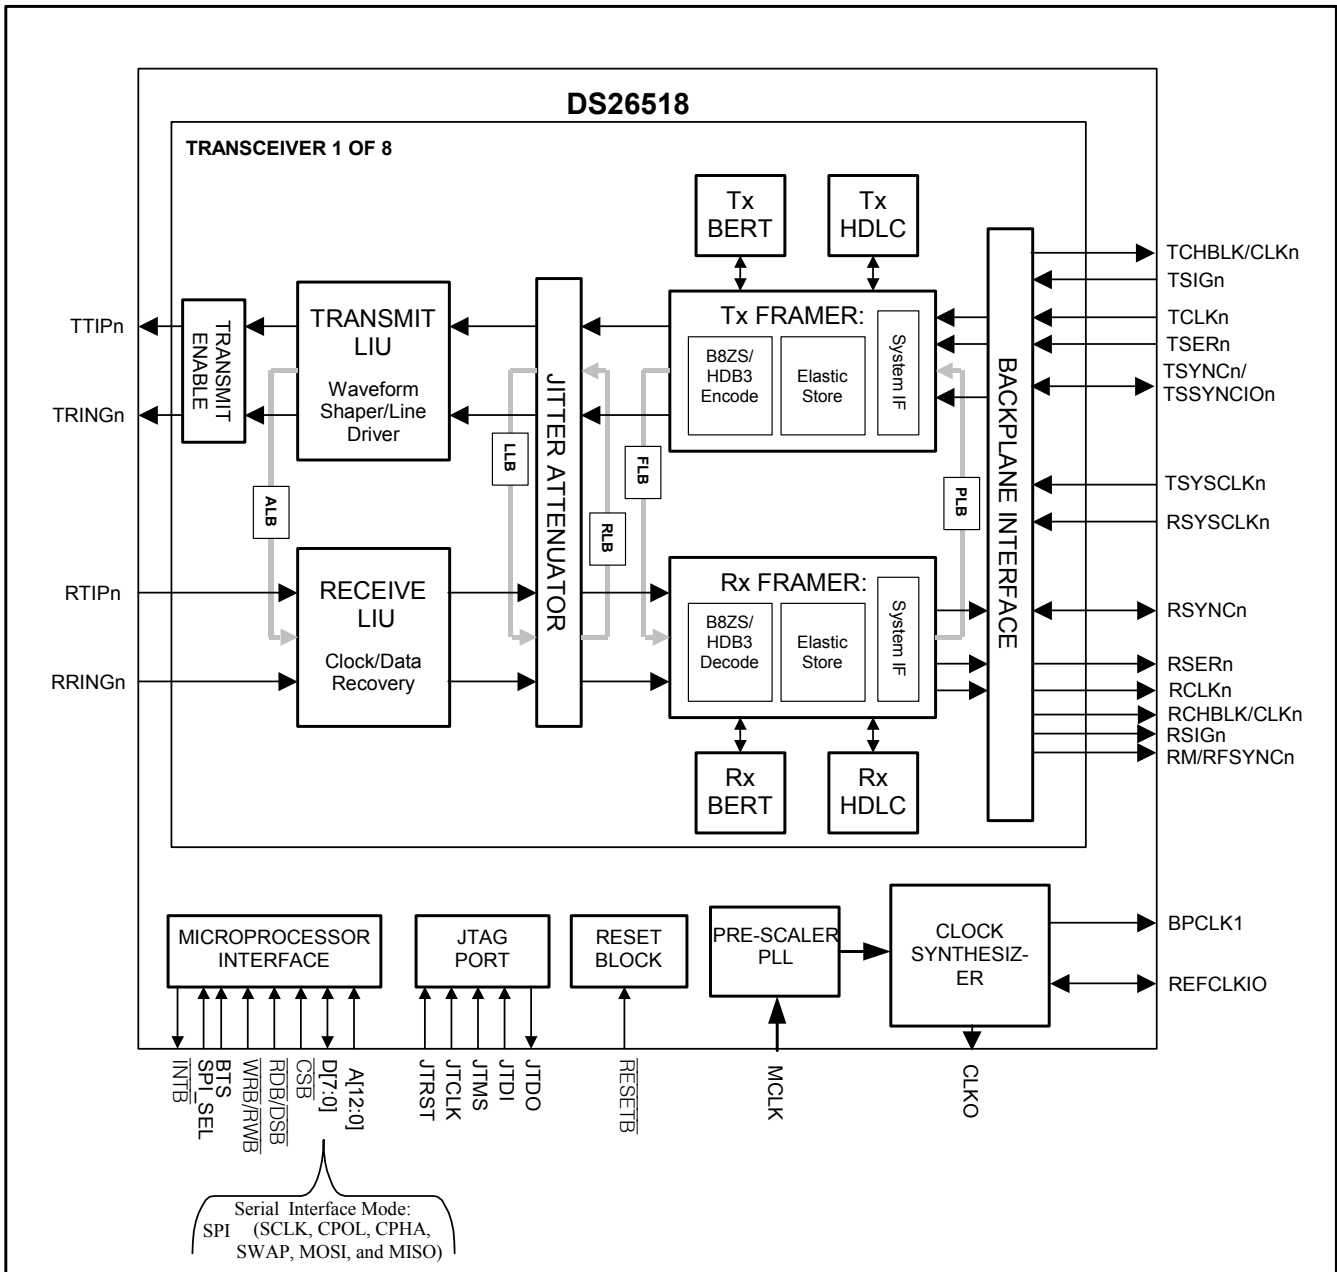 DS26518
TRANSCEIVER 1 OF 8
Tx
BERT
Tx
HDLC
TCHBLK/CLKn
TSIGn
TCLKn
TSERn
TSYNCn/
TSSYNCIOn
TSYSCLKn
RSYSCLKn
RSYNCn
RSERn
RCLKn
RCHBLK/CLKn
RSIGn
RM/RFSYNCn
TTIPn
TRINGn
RTIPn
RRINGn
TRANSMIT
ENABLE
TRANSMIT
LIU
Waveform
Shaper/Line
Driver
JITTER ATTENUATOR
Tx FRAMER:
B8ZS/
HDB3
Encode
Elastic
Store
System IF
BACKPLANE INTERFACE
ALB
LLB
RLB
FLB
PLB
RECEIVE
LIU
Clock/Data
Recovery
Rx FRAMER:
B8ZS/
HDB3
Decode
Elastic
Store
System IF
Rx
BERT
Rx
HDLC
MICROPROCESSOR
INTERFACE
JTAG
PORT
RESET
BLOCK
PRE-SCALER
PLL
CLOCK
SYNTHESIZ-
ER
BPCLK1
REFCLKIO
INTB
SPI_SEL
BTS
WRB/RWB
RDB/DSB
CSB
D[7:0]
A[12:0]
JTRST
JTCLK
JTMS
JTDI
JTDO
RESETB
MCLK
CLKO
Serial Interface Mode:
SPI (SCLK, CPOL, CPHA,
SWAP, MOSI, and MISO)